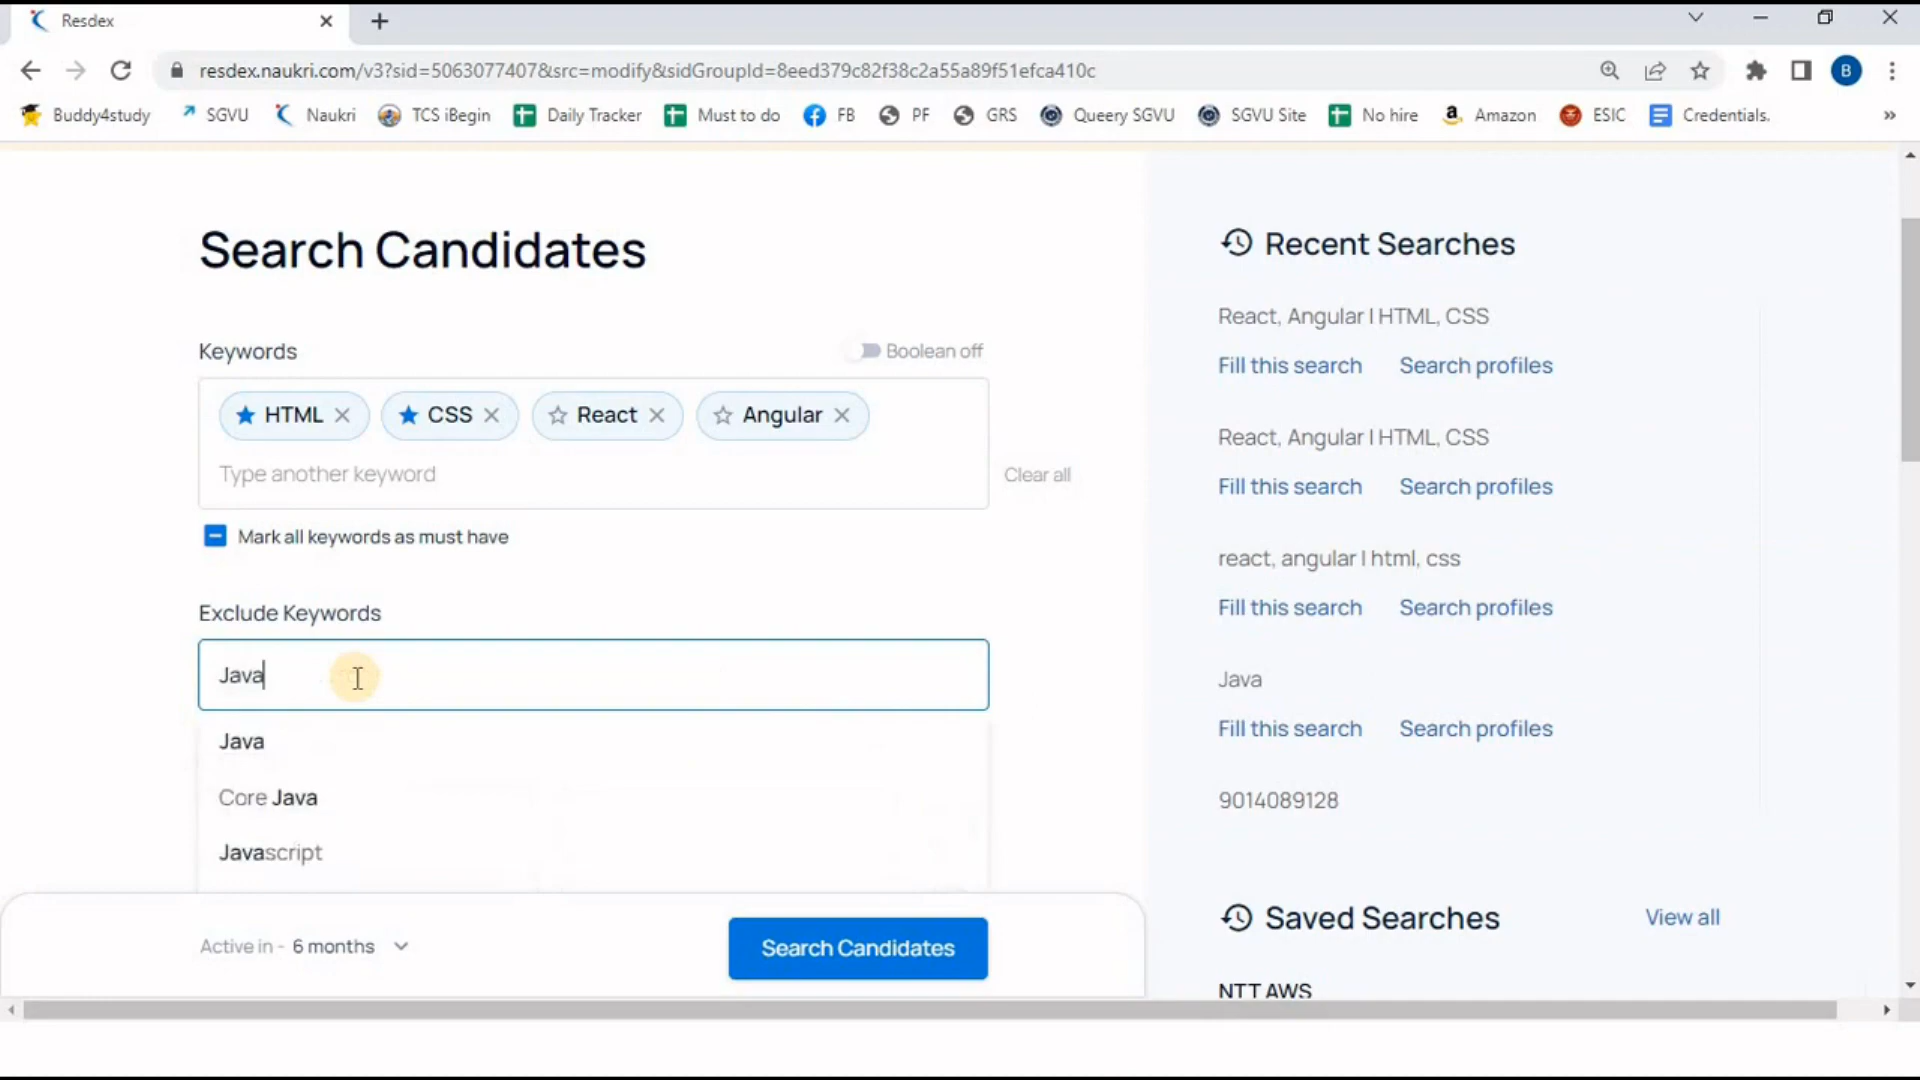 Resdex
resdex.naukri.com/v3?sid=5063077407&src=modify&sidGroupId=8eed379c82f38c2a55a89f51efca410c
B
Buddy4study SGVU Naukri TCS iBegin Daily Tracker Must to do FB PF GRS Queery SGVU SGVU Site No hire Amazon ESIC Credentials. »
Search Candidates
Keywords Boolean off
HTML CSS React Angular
Type another keyword
Clear all
Mark all keywords as must have
Exclude Keywords
Java
Java
Core Java
Javascript
Active in - 6 months
Search Candidates
Recent Searches
React, Angular | HTML, CSS
Fill this search Search profiles
React, Angular | HTML, CSS
Fill this search Search profiles
react, angular | html, css
Fill this search Search profiles
Java
Fill this search Search profiles
9014089128
Saved Searches View all
NTT AWS